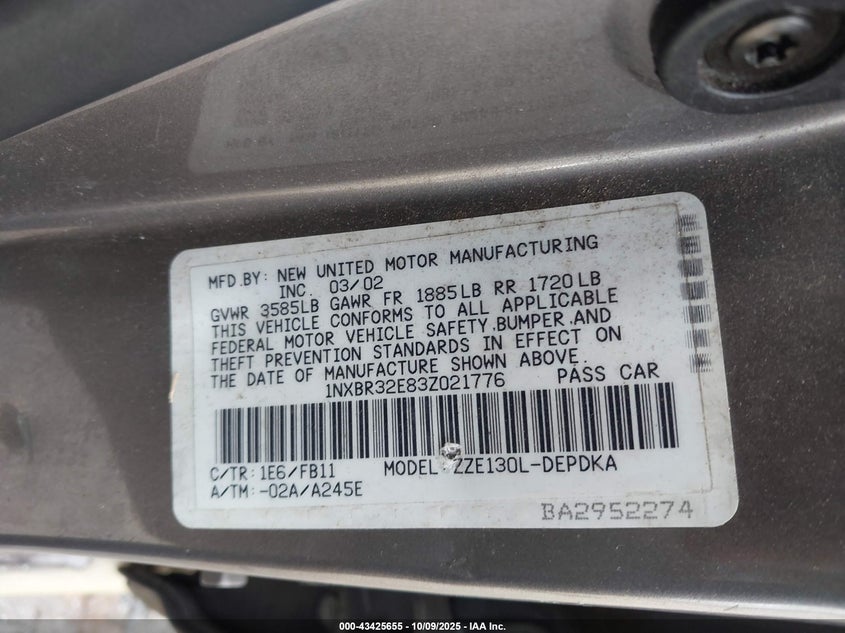 MFD.BY: NEW UNITED MOTOR MANUFACTURING
INC. 03/02
GVWR 3585LB GAWR FR 1885LB RR 1720LB
THIS VEHICLE CONFORMS TO ALL APPLICABLE
FEDERAL MOTOR VEHICLE SAFETY.BUMPER.AND
THEFT PREVENTION STANDARDS IN EFFECT ON
THE DATE OF MANUFACTURE SHOWN ABOVE.
1NXBR32E83Z021776 PASS CAR
C/TR: 1E6/FB11 MODEL: ZZE130L-DEPDKA
A/TM: -02A/A245E
BA2952274
000-43425655 - 10/09/2025 - IAA Inc.